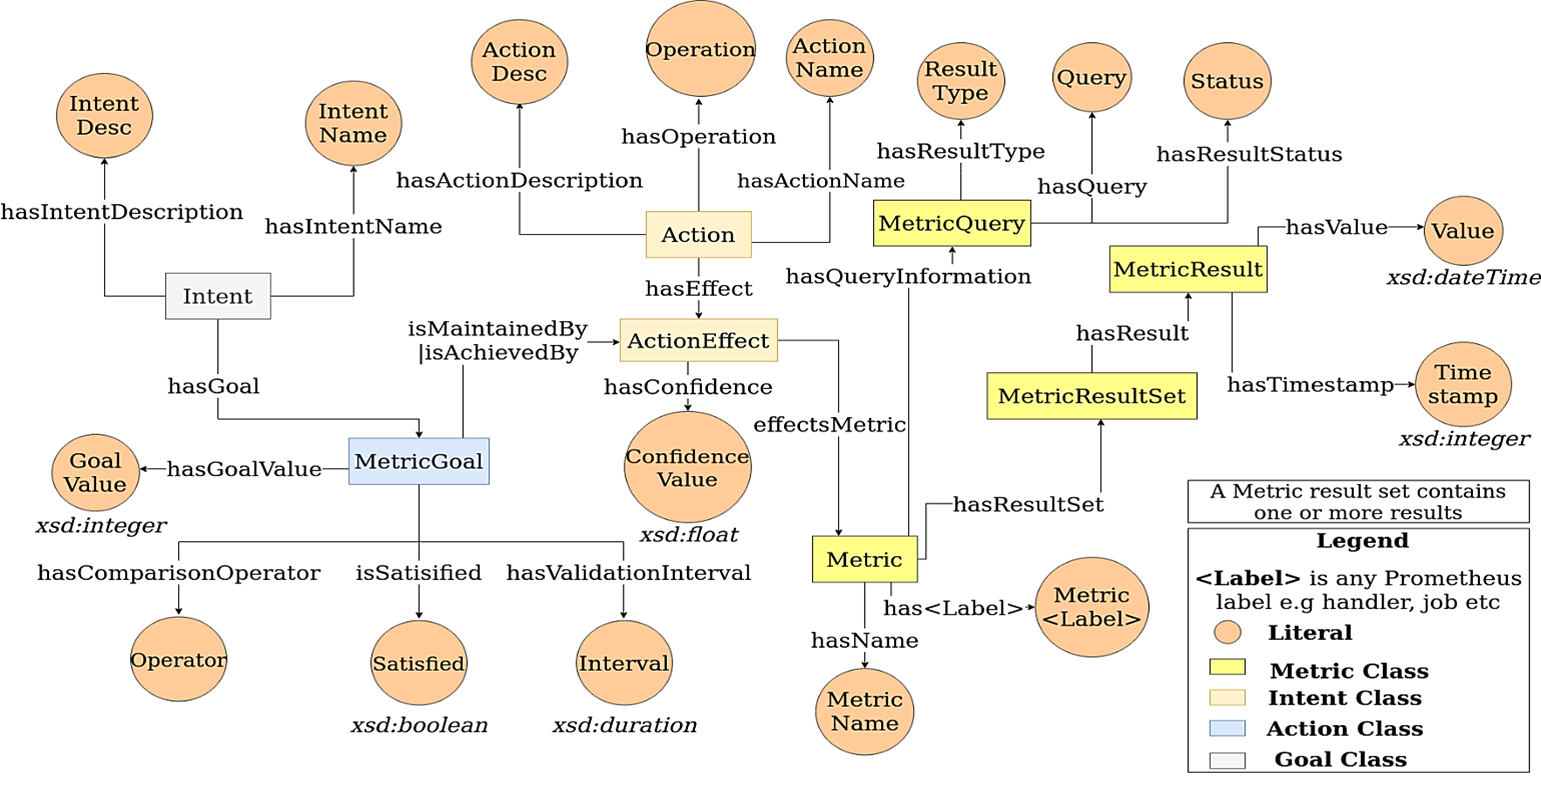 Action
Desc
Operation
Action
Name
Result
Type
Query
Status
Intent
Desc
Intent
Name
hasOperation
hasResultType
hasResultStatus
hasActionDescription
hasActionName
hasQuery
hasIntentDescription
hasIntentName
Action
MetricQuery
hasValue
Value
xsd:dateTime
MetricResult
hasQueryInformation
hasEffect
Intent
isMaintainedBy
|isAchievedBy
ActionEffect
hasResult
hasGoal
hasConfidence
MetricResultSet
hasTimestamp
Time
stamp
xsd:integer
effectsMetric
Goal
Value
xsd:integer
hasGoalValue
MetricGoal
Confidence
Value
xsd:float
hasResultSet
A Metric result set contains
one or more results
Legend
<Label> is any Prometheus
label e.g handler, job etc
Literal
Metric Class
Intent Class
Action Class
Goal Class
hasComparisonOperator
isSatisified
hasValidationInterval
Metric
has<Label>
Metric
<Label>
hasName
Operator
Satisfied
Interval
xsd:boolean
xsd:duration
Metric
Name